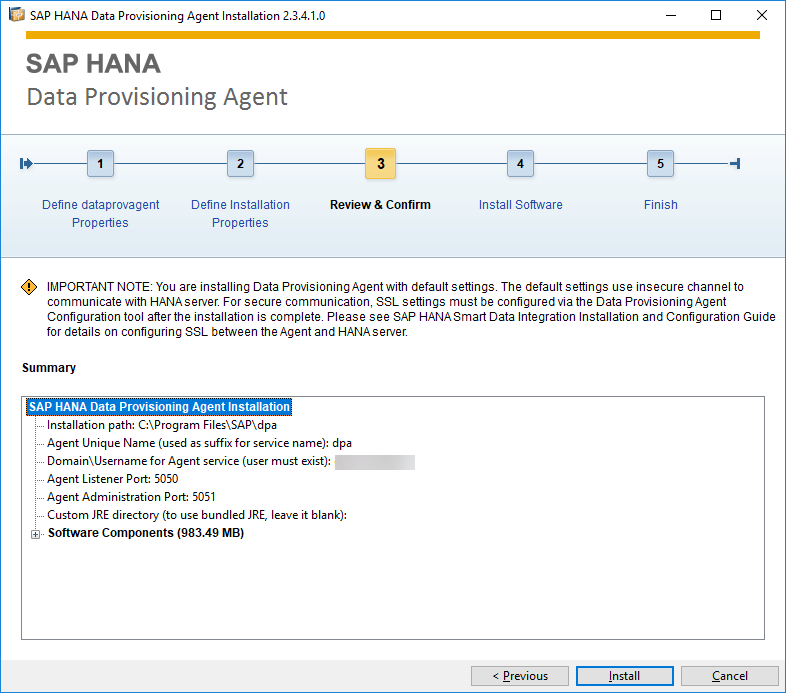 SAP HANA Data Provisioning Agent Installation 2.3.4.1.0
SAP HANA
Data Provisioning Agent
1
2
3
4
5
Define dataprovagent
Properties
Define Installation
Properties
Review & Confirm
Install Software
Finish
IMPORTANT NOTE: You are installing Data Provisioning Agent with default settings. The default settings use insecure channel to
communicate with HANA server. For secure communication, SSL settings must be configured via the Data Provisioning Agent
Configuration tool after the installation is complete. Please see SAP HANA Smart Data Integration Installation and Configuration Guide
for details on configuring SSL between the Agent and HANA server.
Summary
SAP HANA Data Provisioning Agent Installation
Installation path: C:\Program Files\SAP\dpa
Agent Unique Name (used as suffix for service name): dpa
Domain\Username for Agent service (user must exist):
Agent Listener Port: 5050
Agent Administration Port: 5051
Custom JRE directory (to use bundled JRE, leave it blank):
Software Components (983.49 MB)
< Previous
Install
Cancel